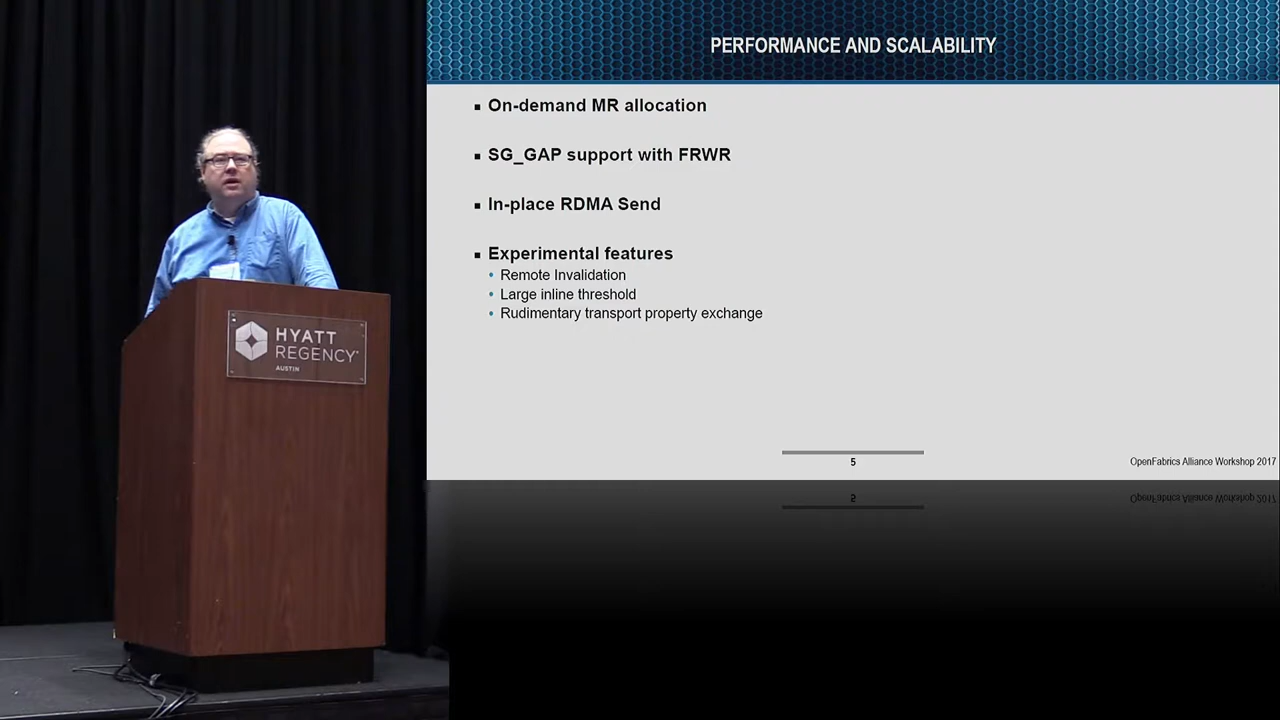 PERFORMANCE AND SCALABILITY
On-demand MR allocation
SG_GAP support with FRWR
In-place RDMA Send
Experimental features
Remote Invalidation
Large inline threshold
Rudimentary transport property exchange
5
OpenFabrics Alliance Workshop 2017
HYATT
REGENCY
AUSTIN